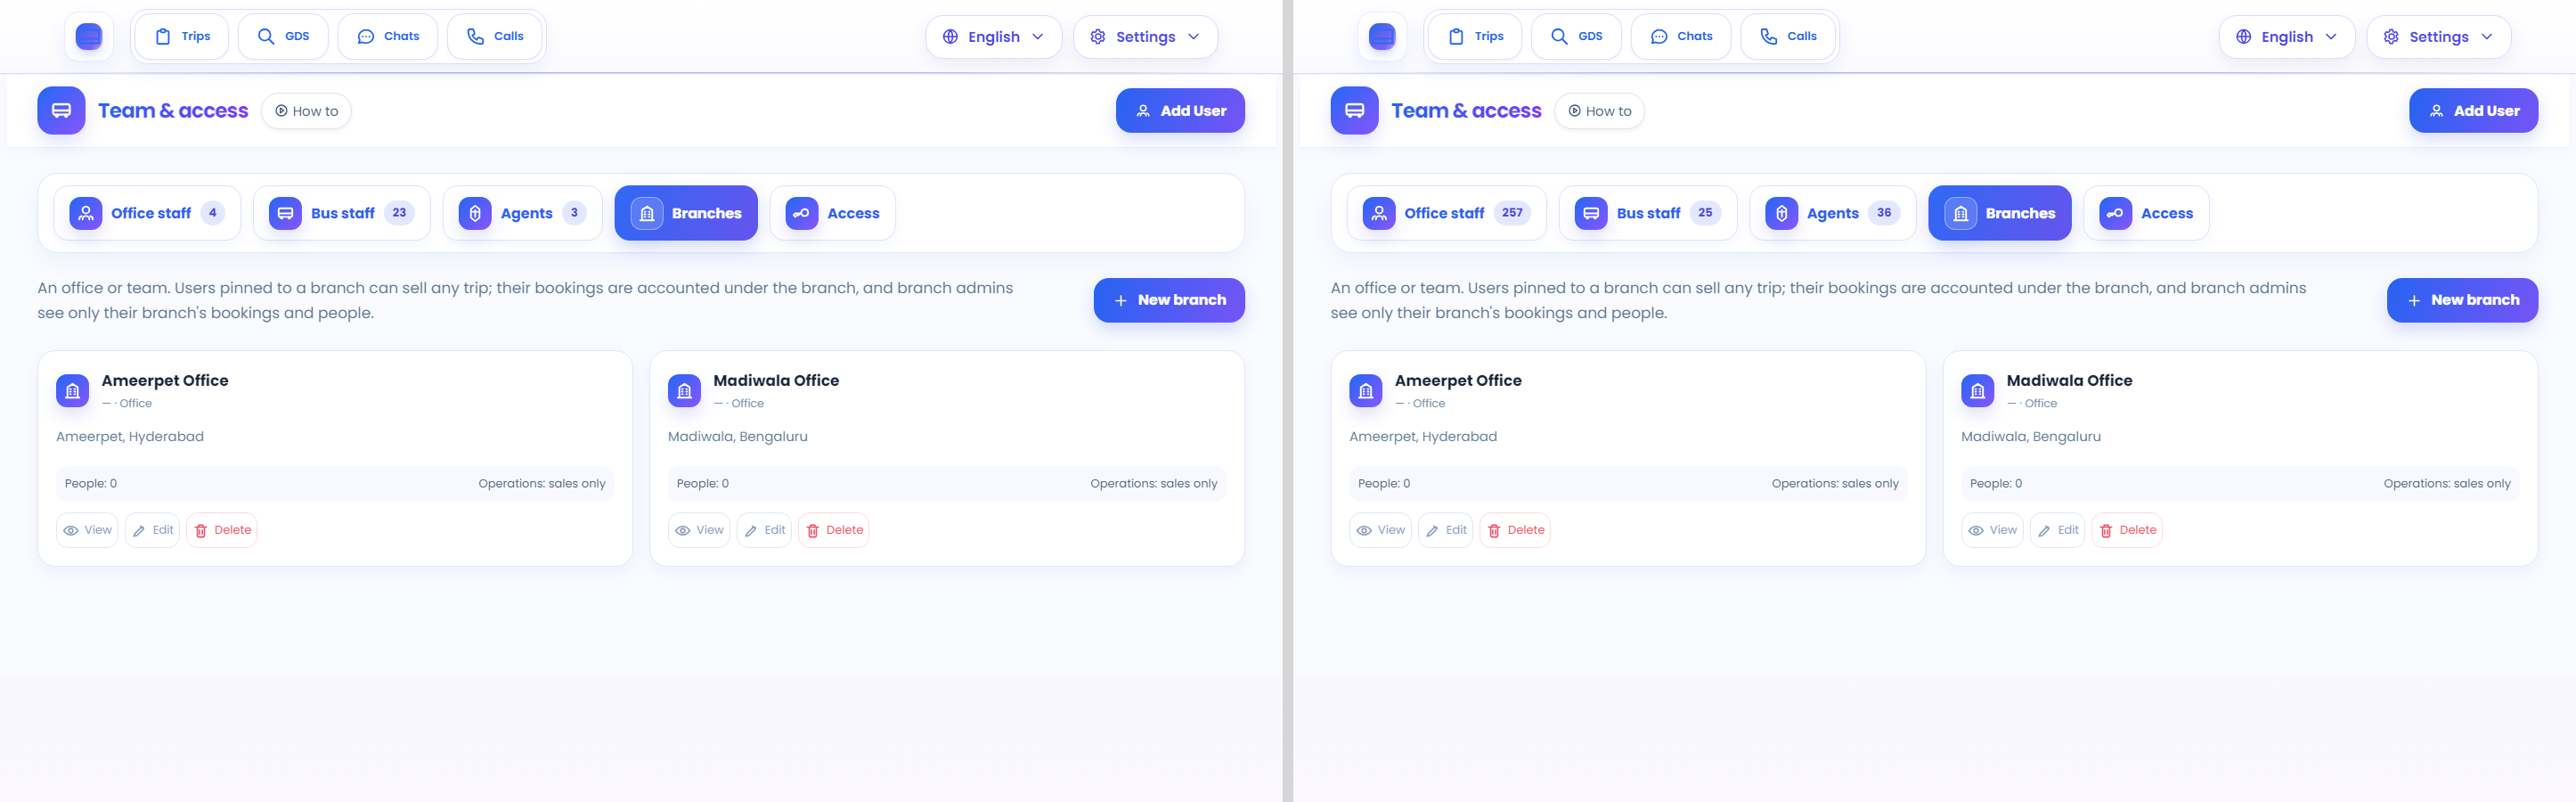 Trips GDS Chats Calls English Settings
Team & access How to Add User
Office staff 4 Bus staff 23 Agents 3 Branches Access
An office or team. Users pinned to a branch can sell any trip; their bookings are accounted under the branch, and branch admins
see only their branch's bookings and people.
New branch
Ameerpet Office
— · Office
Ameerpet, Hyderabad
People: 0 Operations: sales only
View Edit Delete
Madiwala Office
— · Office
Madiwala, Bengaluru
People: 0 Operations: sales only
View Edit Delete
Trips GDS Chats Calls English Settings
Team & access How to Add User
Office staff 257 Bus staff 25 Agents 36 Branches Access
An office or team. Users pinned to a branch can sell any trip; their bookings are accounted under the branch, and branch admins
see only their branch's bookings and people.
New branch
Ameerpet Office
— · Office
Ameerpet, Hyderabad
People: 0 Operations: sales only
View Edit Delete
Madiwala Office
— · Office
Madiwala, Bengaluru
People: 0 Operations: sales only
View Edit Delete